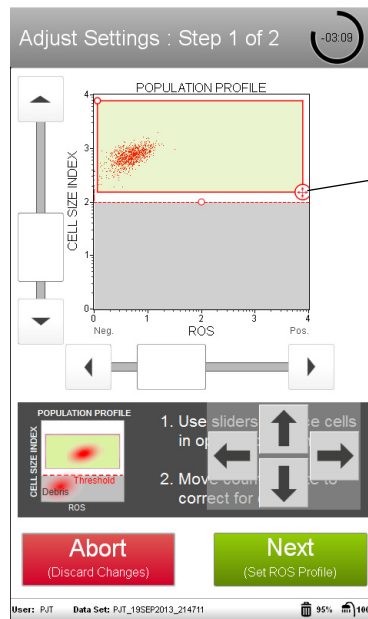 Adjust Settings : Step 1 of 2
-03:09
POPULATION PROFILE
CELL SIZE INDEX
4
3
2
1
0
0 1 2 3 4
Neg. ROS Pos.
POPULATION PROFILE
CELL SIZE INDEX
Threshold
Debris
ROS
1. Use sliders
cells
in
2. Move
to
correct for
Abort
(Discard Changes)
Next
(Set ROS Profile)
User: PJT Data Set: PJT_19SEP2013_214711 95% 100